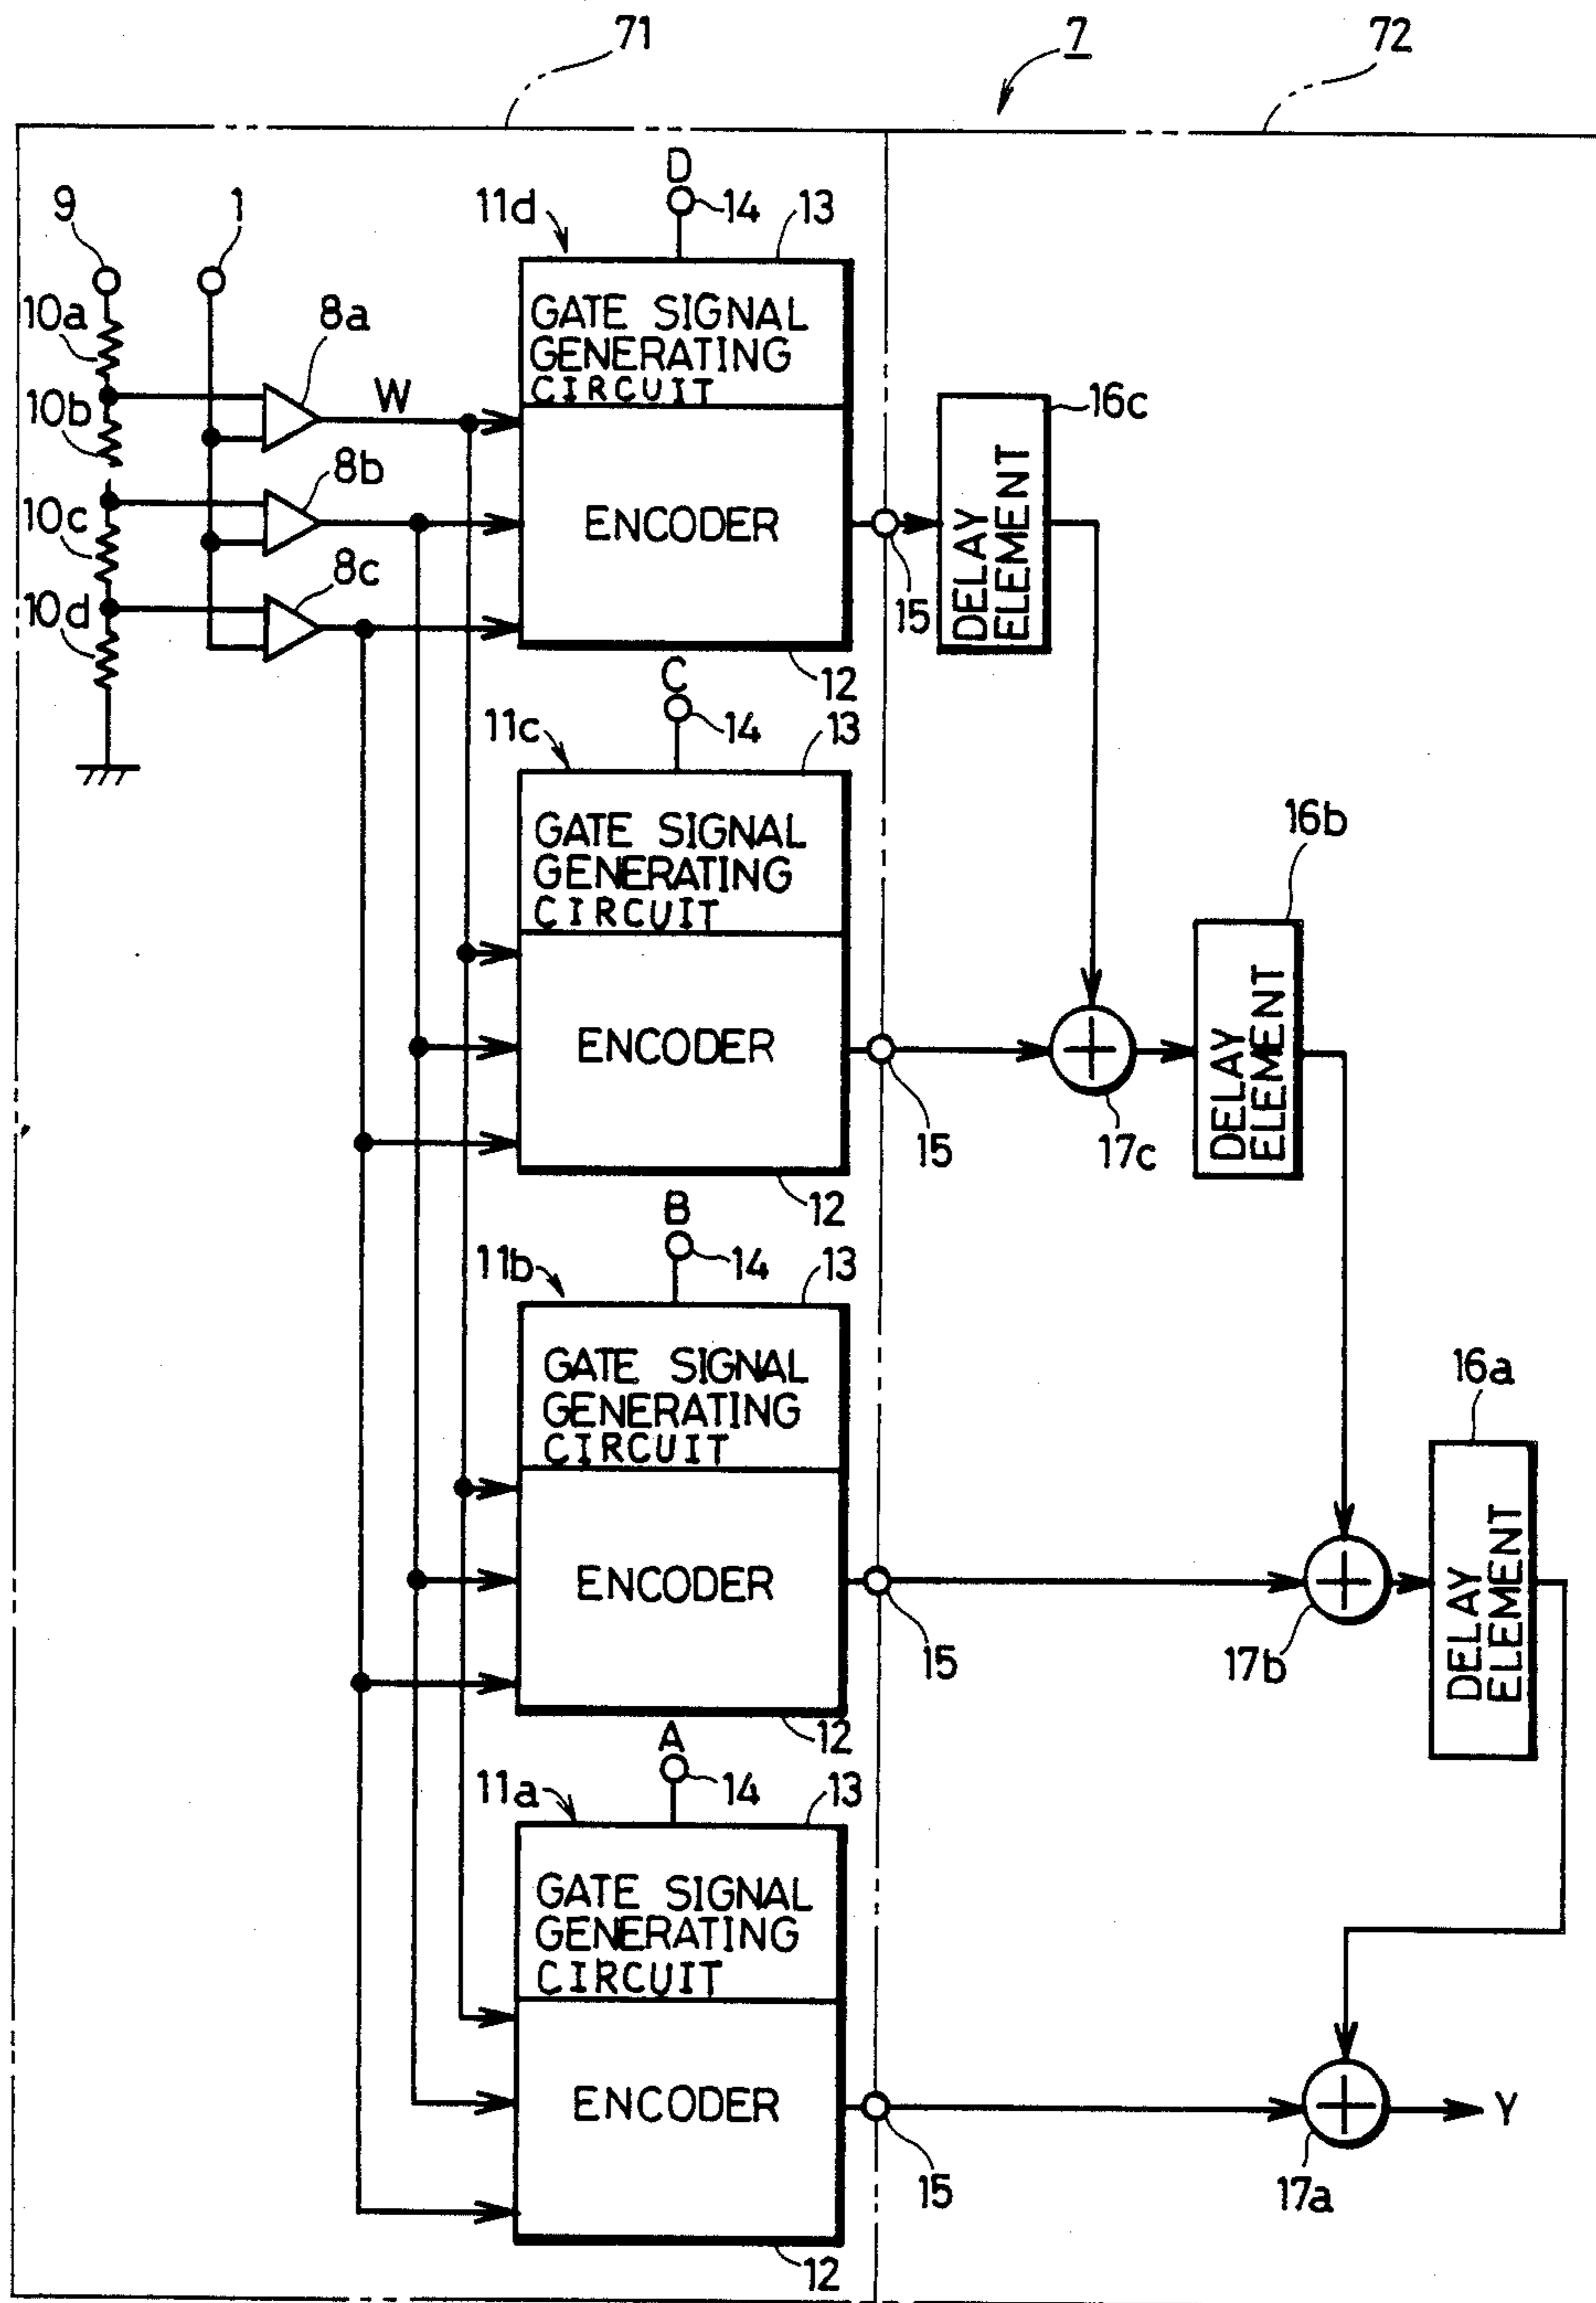 71
7
72
9
1
D
14
13
11d
10a
8a
GATE SIGNAL
GENERATING
CIRCUIT
W
10b
16c
8b
10c
ENCODER
DELAY
ELEMENT
8c
10d
15
12
C
14
13
11c
16b
GATE SIGNAL
GENERATING
CIRCUIT
ENCODER
DELAY
ELEMENT
15
17c
12
B
14
13
11b
GATE SIGNAL
GENERATING
CIRCUIT
16a
ENCODER
DELAY
ELEMENT
15
17b
12
A
14
13
11a
GATE SIGNAL
GENERATING
CIRCUIT
ENCODER
Y
15
17a
12